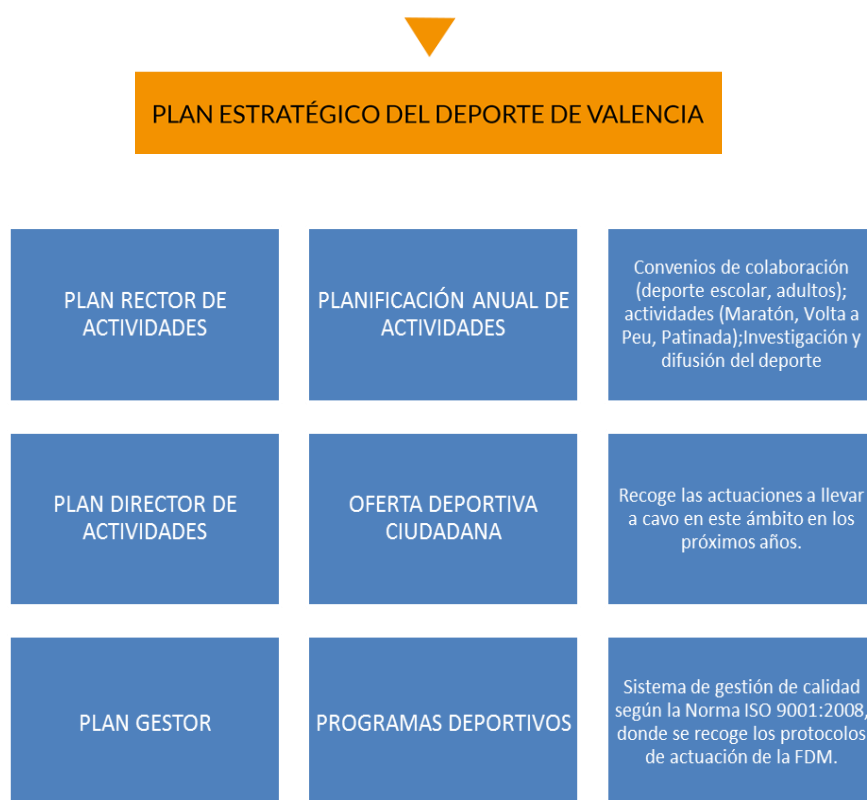 PLAN ESTRATÉGICO DEL DEPORTE DE VALENCIA
PLAN RECTOR DE
ACTIVIDADES
PLANIFICACIÓN ANUAL DE
ACTIVIDADES
Convenios de colaboración
(deporte escolar, adultos);
actividades (Maratón, Volta a
Peu, Patinada);Investigación y
difusión del deporte
PLAN DIRECTOR DE
ACTIVIDADES
OFERTA DEPORTIVA
CIUDADANA
Recoge las actuaciones a llevar
a cavo en este ámbito en los
próximos años.
PLAN GESTOR
PROGRAMAS DEPORTIVOS
Sistema de gestión de calidad
según la Norma ISO 9001:2008,
donde se recoge los protocolos
de actuación de la FDM.